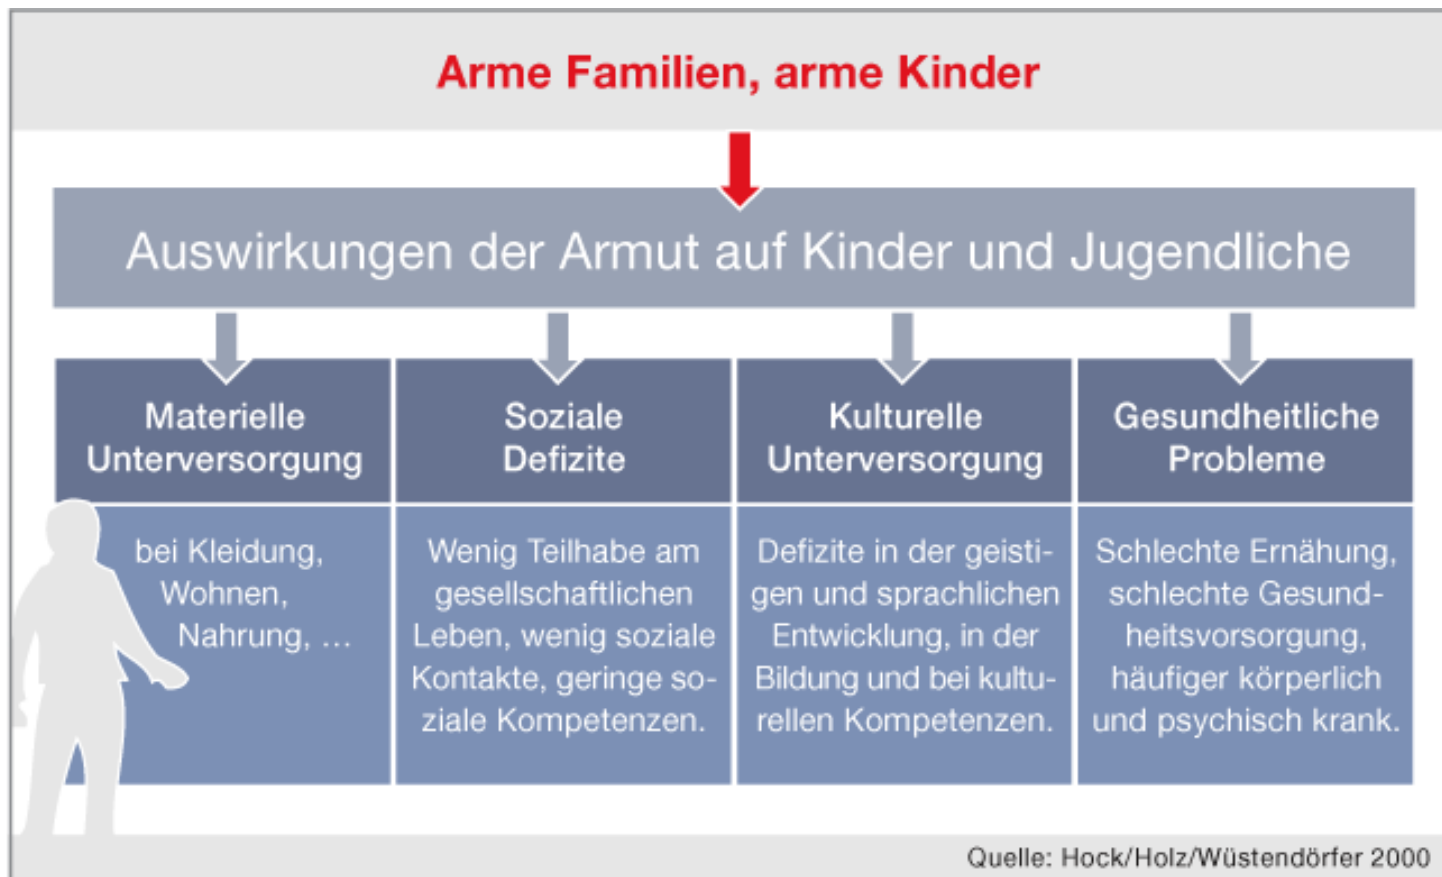 Arme Familien, arme Kinder
Auswirkungen der Armut auf Kinder und Jugendliche
Materielle
Unterversorgung
bei Kleidung,
Wohnen,
Nahrung, ...
Soziale
Defizite
Wenig Teilhabe am
gesellschaftlichen
Leben, wenig soziale
Kontakte, geringe so-
ziale Kompetenzen.
Kulturelle
Unterversorgung
Defizite in der geisti-
gen und sprachlichen
Entwicklung, in der
Bildung und bei kultu-
rellen Kompetenzen.
Gesundheitliche
Probleme
Schlechte Ernähung,
schlechte Gesund-
heitsvorsorgung,
häufiger körperlich
und psychisch krank.
Quelle: Hock/Holz/Wüstendörfer 2000